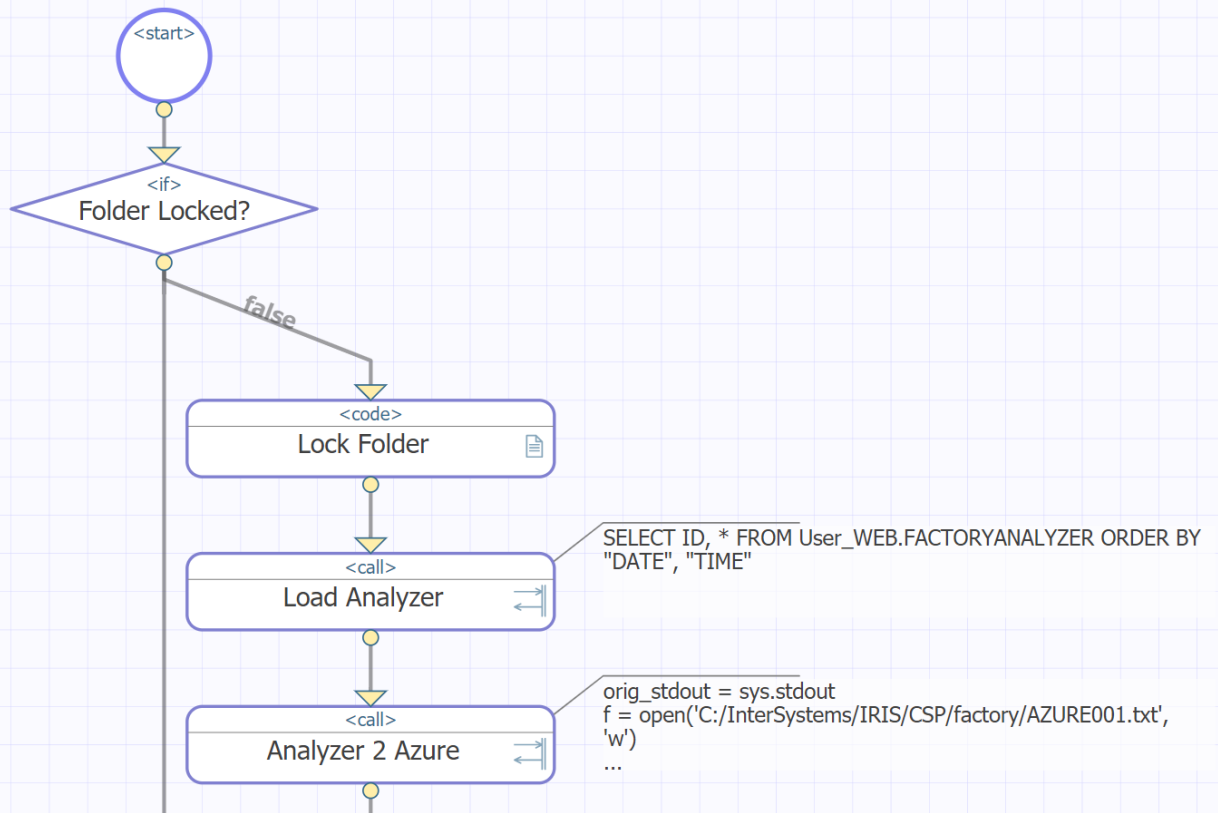 <start>
<if>
Folder Locked?
false
<code>
Lock Folder
<call>
Load Analyzer
SELECT ID, * FROM User_WEB.FACTORYANALYZER ORDER BY
"DATE", "TIME"
<call>
Analyzer 2 Azure
orig_stdout = sys.stdout
f = open('C:/InterSystems/IRIS/CSP/factory/AZURE001.txt',
'w')
...